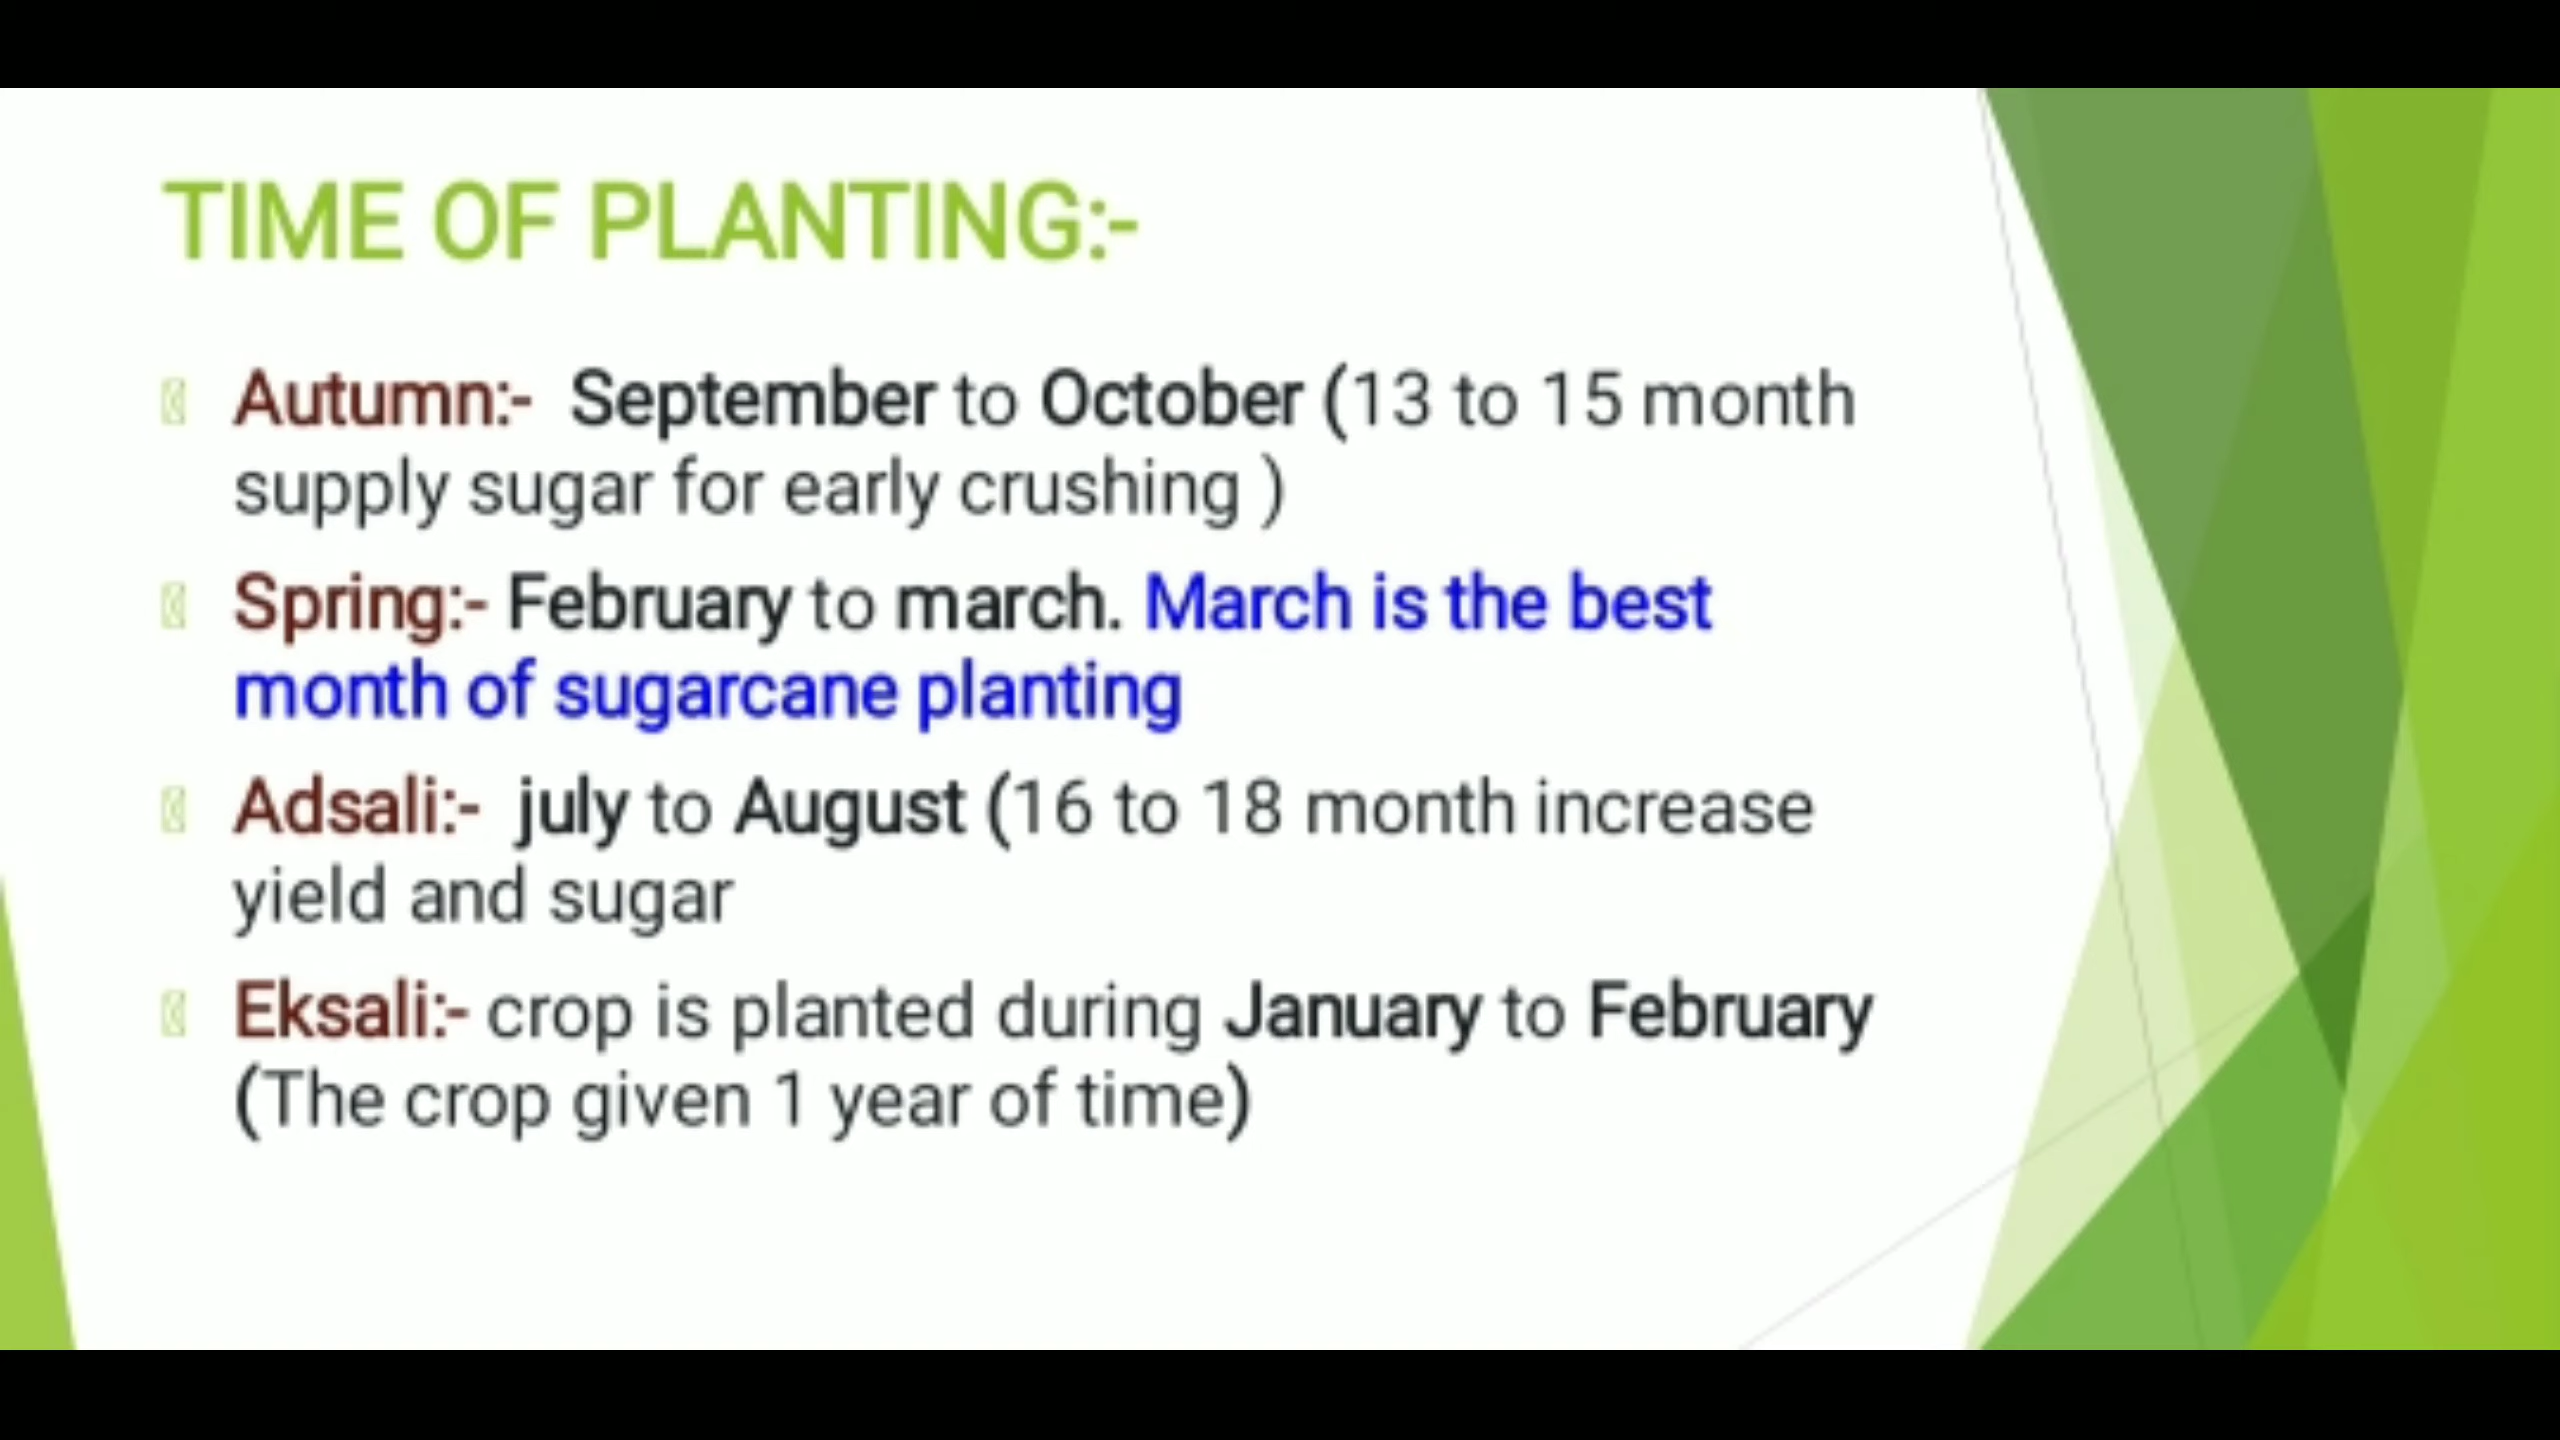 TIME OF PLANTING:-
Autumn:- September to October (13 to 15 month
supply sugar for early crushing )
Spring:- February to march. March is the best
month of sugarcane planting
Adsali:- july to August (16 to 18 month increase
yield and sugar
Eksali:- crop is planted during January to February
(The crop given 1 year of time)